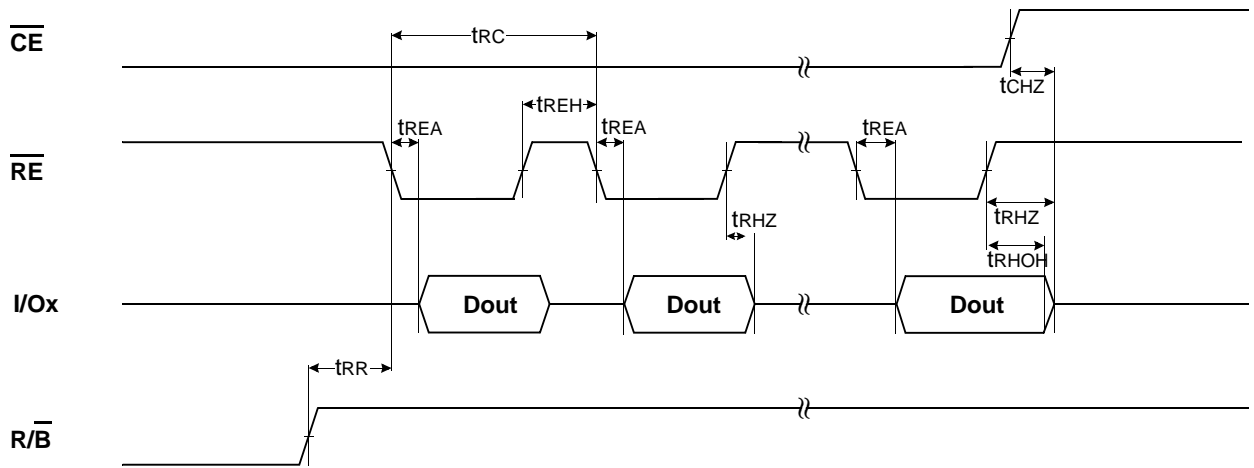 CE
tRC
tCHZ
tREH
tREA
tREA
tREA
RE
tRHZ
tRHZ
tRHOH
I/Ox
Dout
Dout
Dout
tRR
R/B